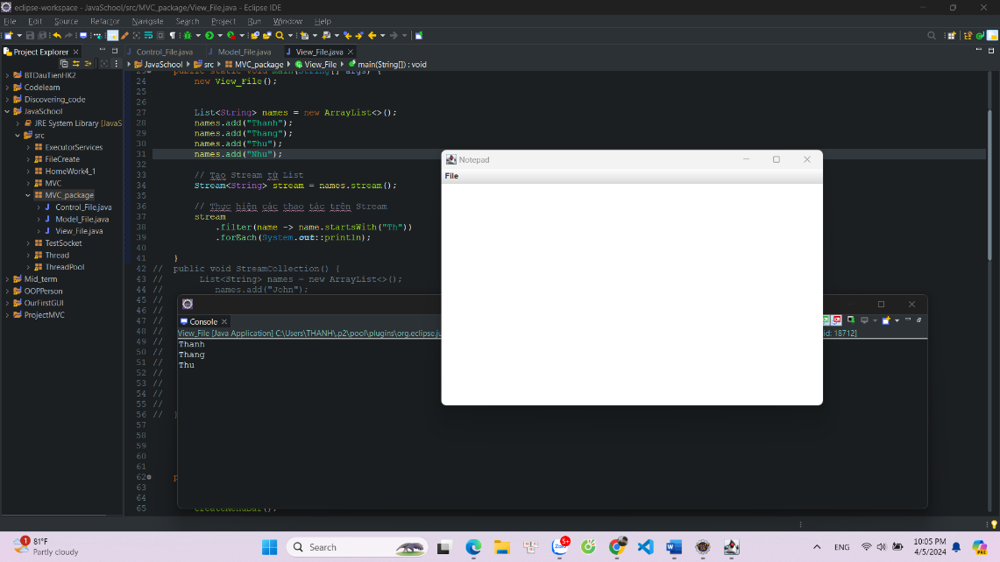 eclipse-workspace - JavaSchool/src/MVC_package/View_File.java - Eclipse IDE
File Edit Source Refactor Navigate Search Project Run Window Help
Project Explorer
Control_File.java Model_File.java View_File.java
JavaSchool src MVC_package View_File main(String[]) : void
BTDauTienHK2
Codelearn
Discovering_code
JavaSchool
JRE System Library [JavaS
src
ExecutorServices
FileCreate
HomeWork4_1
MVC
MVC_package
Control_File.java
Model_File.java
View_File.java
TestSocket
Thread
ThreadPool
Mid_term
OOPPerson
OurFirstGUI
ProjectMVC
public static void main(String[] args) {
24 new View_File();
25
26
27 List<String> names = new ArrayList<>();
28 names.add("Thanh");
29 names.add("Thang");
30 names.add("Thu");
31 names.add("Nhu");
32
33 // Tạo Stream từ List
34 Stream<String> stream = names.stream();
35
36 // Thực hiện các thao tác trên Stream
37 stream
38 .filter(name -> name.startsWith("Th"))
39 .forEach(System.out::println);
40
41 }
42 // public void StreamCollection() {
43 // List<String> names = new ArrayList<>();
44 // names.add("John");
45 //
46 //
47 //
48 //
49 //
50 //
51 //
52 //
53 //
54 //
55 //
56 // }
57
58
59
60
61
62
63
64
65 createMenuBar();
Notepad
File
Console
View_File [Java Application] C:\Users\THANH\.p2\pool\plugins\org.eclipse.ju
id: 18712]
Thanh
Thang
Thu
1
81°F
Partly cloudy
Search
PRE
Zalo
5+
ENG
10:05 PM
4/5/2024